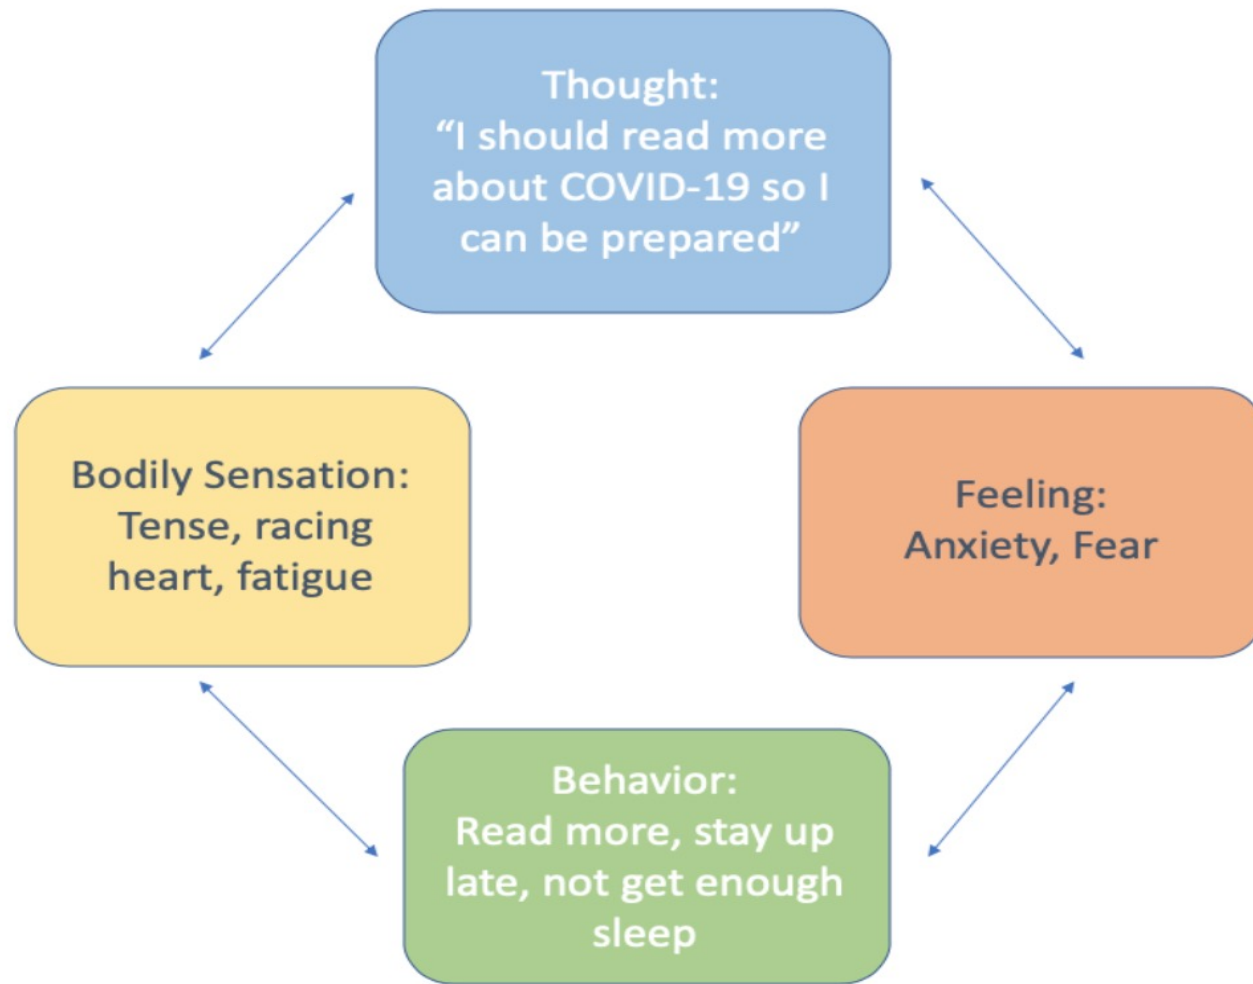 Thought:
“I should read more
about COVID-19 so I
can be prepared”
Bodily Sensation:
Tense, racing
heart, fatigue
Feeling:
Anxiety, Fear
Behavior:
Read more, stay up
late, not get enough
sleep